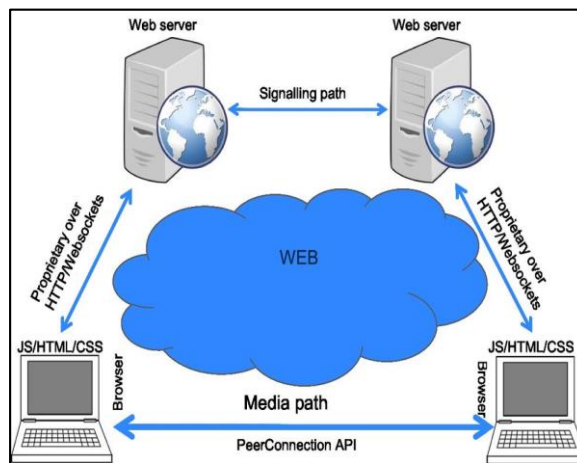 Web server
Web server
Signalling path
Proprietary over
HTTP/Websockets
Proprietary over
HTTP/Websockets
WEB
JS/HTML/CSS
JS/HTML/CSS
Browser
Browser
Media path
PeerConnection API